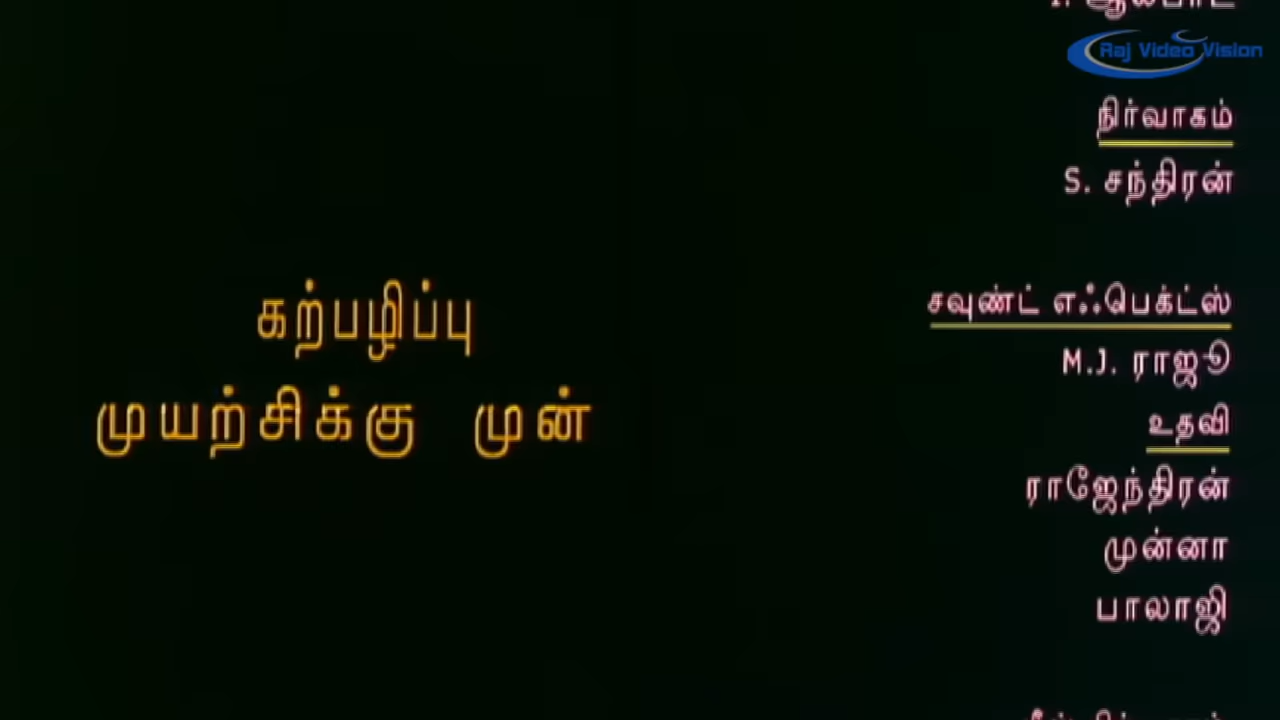 Raj Video Vision
நிர்வாகம்
S. சந்திரன்
கற்பழிப்பு
முயற்சிக்கு முன்
சவுண்ட் எஃபெக்ட்ஸ்
M.J. ராஜூ
உதவி
ராஜேந்திரன்
முன்னா
பாலாஜி